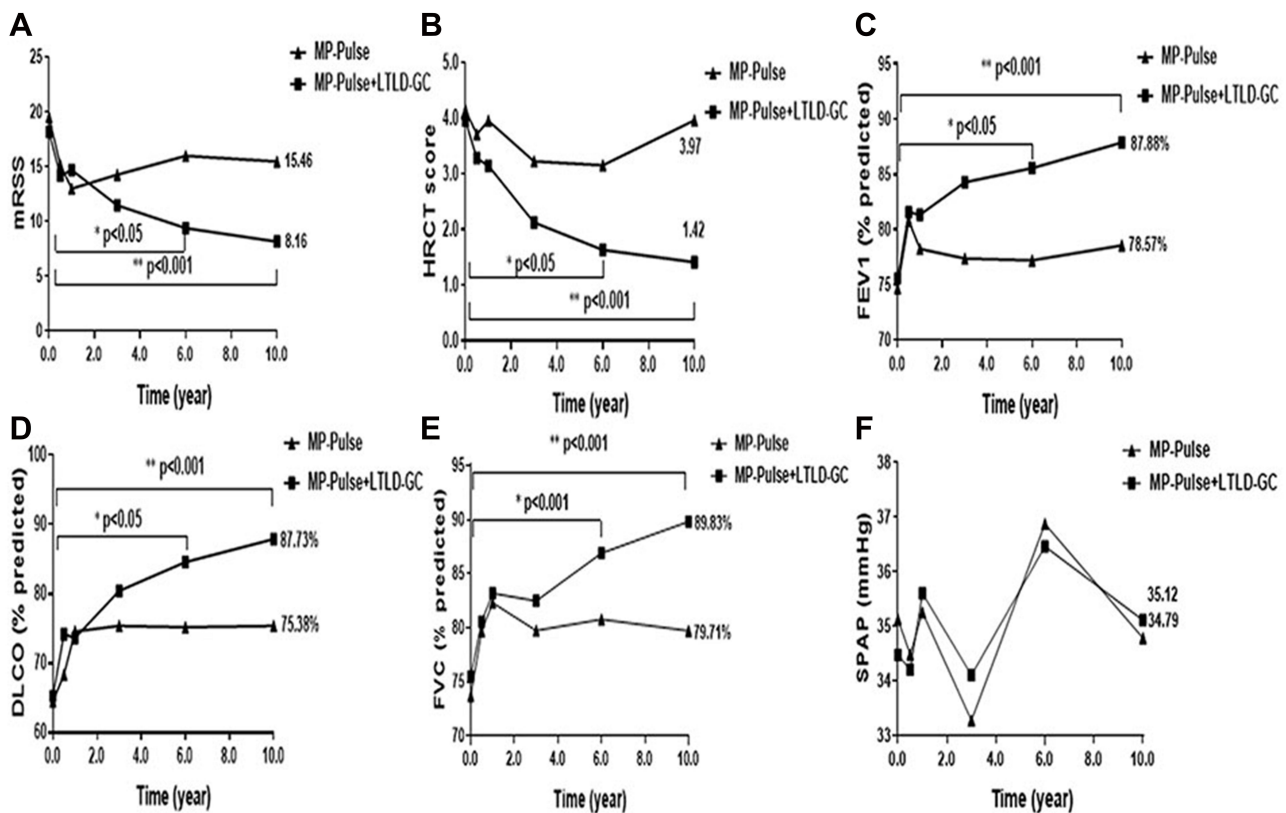 A
mRSS
25
20
15
10
5
0
0.0 2.0 4.0 6.0 8.0 10.0
Time (year)
MP-Pulse
MP-Pulse+LTLD-GC
15.46
8.16
* p<0.05
** p<0.001
B
HRCT score
5.0
4.0
3.0
2.0
1.0
0.0
0.0 2.0 4.0 6.0 8.0 10.0
Time (year)
MP-Pulse
MP-Pulse+LTLD-GC
3.97
1.42
* p<0.05
** p<0.001
C
FEV1 (% predicted)
95
90
85
80
75
70
0.0 2.0 4.0 6.0 8.0 10.0
Time (year)
MP-Pulse
MP-Pulse+LTLD-GC
** p<0.001
* p<0.05
87.88%
78.57%
D
DLCO (% predicted)
100
90
80
70
60
0.0 2.0 4.0 6.0 8.0 10.0
Time (year)
MP-Pulse
MP-Pulse+LTLD-GC
** p<0.001
* p<0.05
87.73%
75.38%
E
FVC (% predicted)
95
90
85
80
75
70
0.0 2.0 4.0 6.0 8.0 10.0
Time (year)
MP-Pulse
MP-Pulse+LTLD-GC
** p<0.001
* p<0.001
89.83%
79.71%
F
SPAP (mmHg)
38
37
36
35
34
33
0.0 2.0 4.0 6.0 8.0 10.0
Time (year)
MP-Pulse
MP-Pulse+LTLD-GC
35.12
34.79